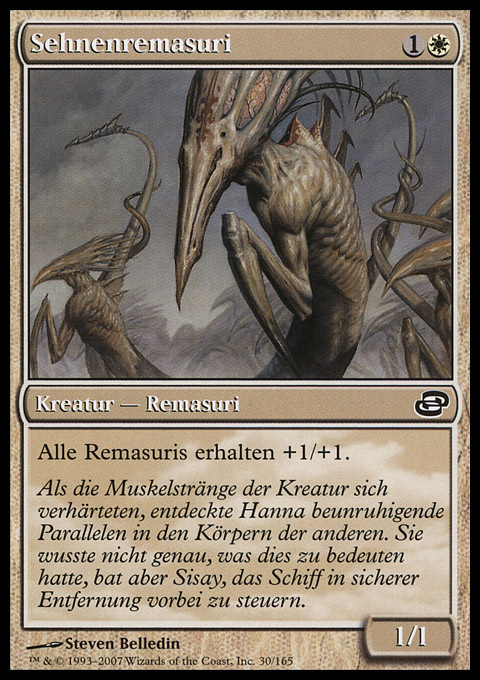 Sehnenremasuri 1
Kreatur — Remasuri
Alle Remasuris erhalten +1/+1.
Als die Muskelstränge der Kreatur sich
verhärteten, entdeckte Hanna beunruhigende
Parallelen in den Körpern der anderen. Sie
wusste nicht genau, was dies zu bedeuten
hatte, bat aber Sisay, das Schiff in sicherer
Entfernung vorbei zu steuern.
1/1
Steven Belledin
™ & © 1993–2007 Wizards of the Coast, Inc. 30/165